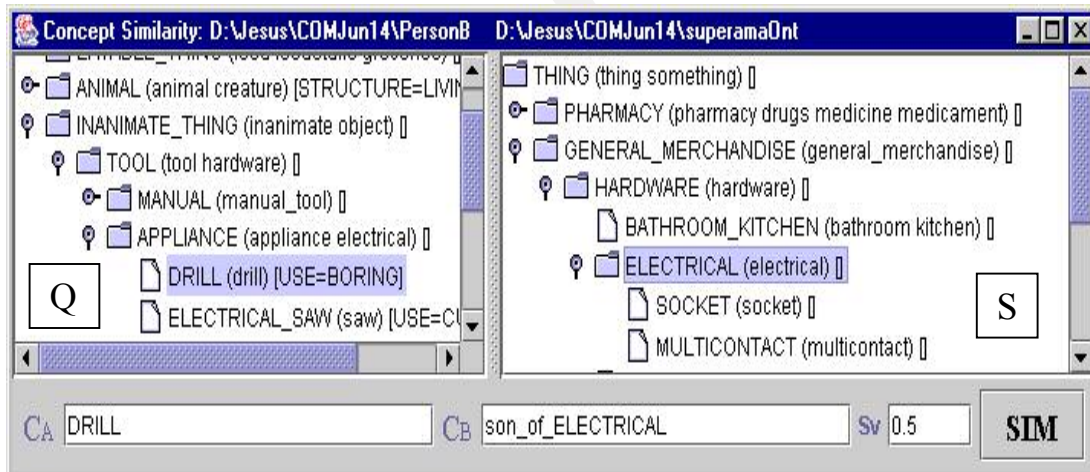 Concept Similarity: D:\Jesus\COMJun14\PersonB D:\Jesus\COMJun14\superamaOnt
ANIMAL (animal creature) [STRUCTURE=LIVIN
INANIMATE_THING (inanimate object) []
TOOL (tool hardware) []
MANUAL (manual_tool) []
APPLIANCE (appliance electrical) []
DRILL (drill) [USE=BORING]
ELECTRICAL_SAW (saw) [USE=CU
Q
THING (thing something) []
PHARMACY (pharmacy drugs medicine medicament) []
GENERAL_MERCHANDISE (general_merchandise) []
HARDWARE (hardware) []
BATHROOM_KITCHEN (bathroom kitchen) []
ELECTRICAL (electrical) []
SOCKET (socket) []
MULTICONTACT (multicontact) []
S
CA DRILL CB son_of_ELECTRICAL Sv 0.5 SIM